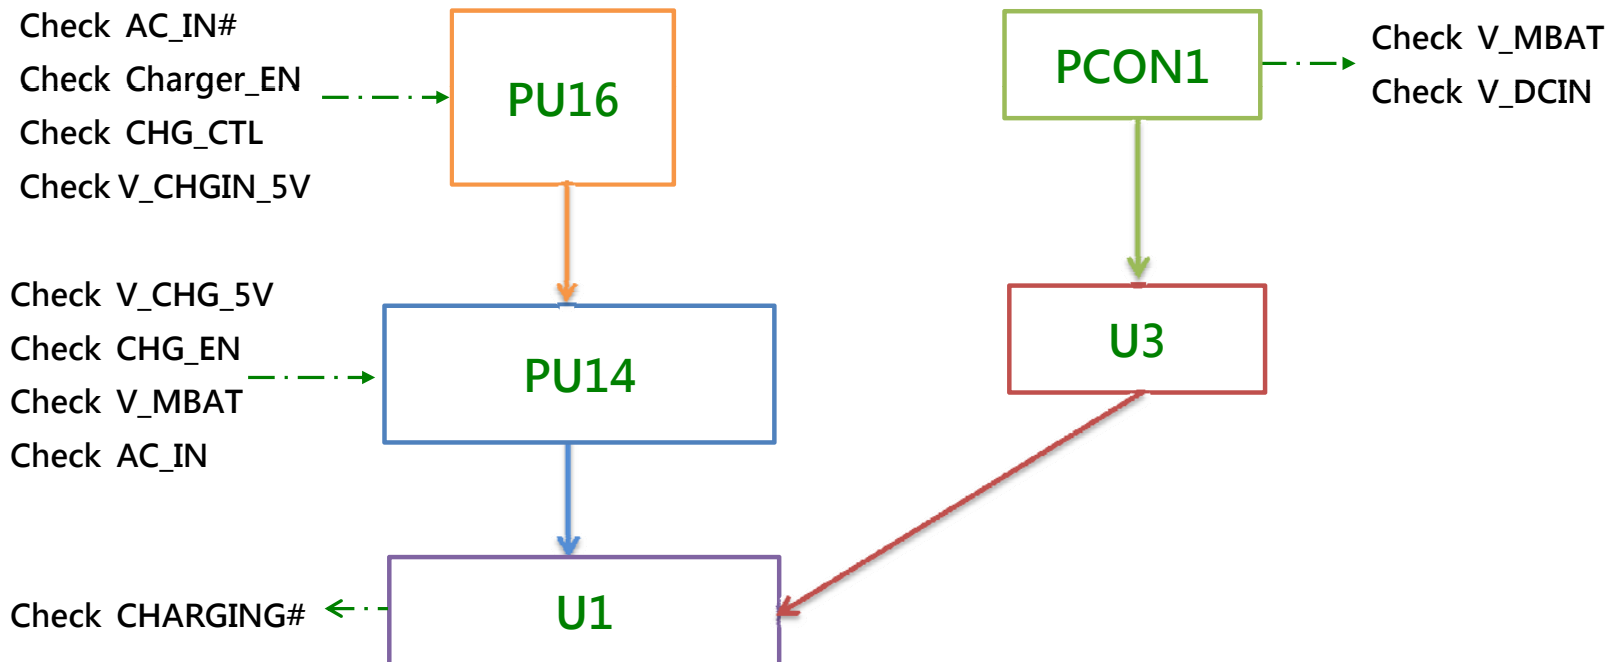 Check AC_IN#
Check Charger_EN
Check CHG_CTL
Check V_CHGIN_5V
PU16
PCON1
Check V_MBAT
Check V_DCIN
Check V_CHG_5V
Check CHG_EN
Check V_MBAT
Check AC_IN
PU14
U3
Check CHARGING#
U1